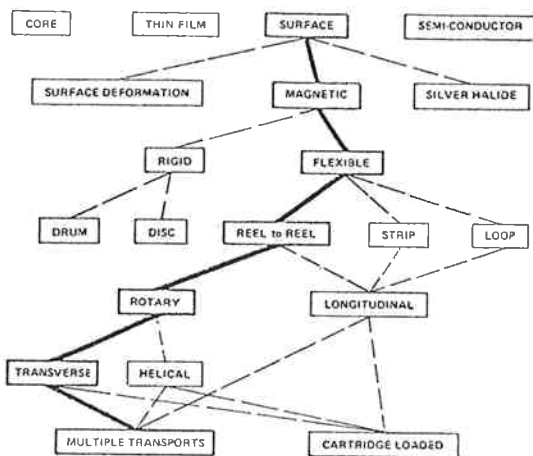 CORE
THIN FILM
SURFACE
SEMI-CONDUCTOR
SURFACE DEFORMATION
MAGNETIC
SILVER HALIDE
RIGID
FLEXIBLE
DRUM
DISC
REEL to REEL
STRIP
LOOP
ROTARY
LONGITUDINAL
TRANSVERSE
HELICAL
MULTIPLE TRANSPORTS
CARTRIDGE LOADED